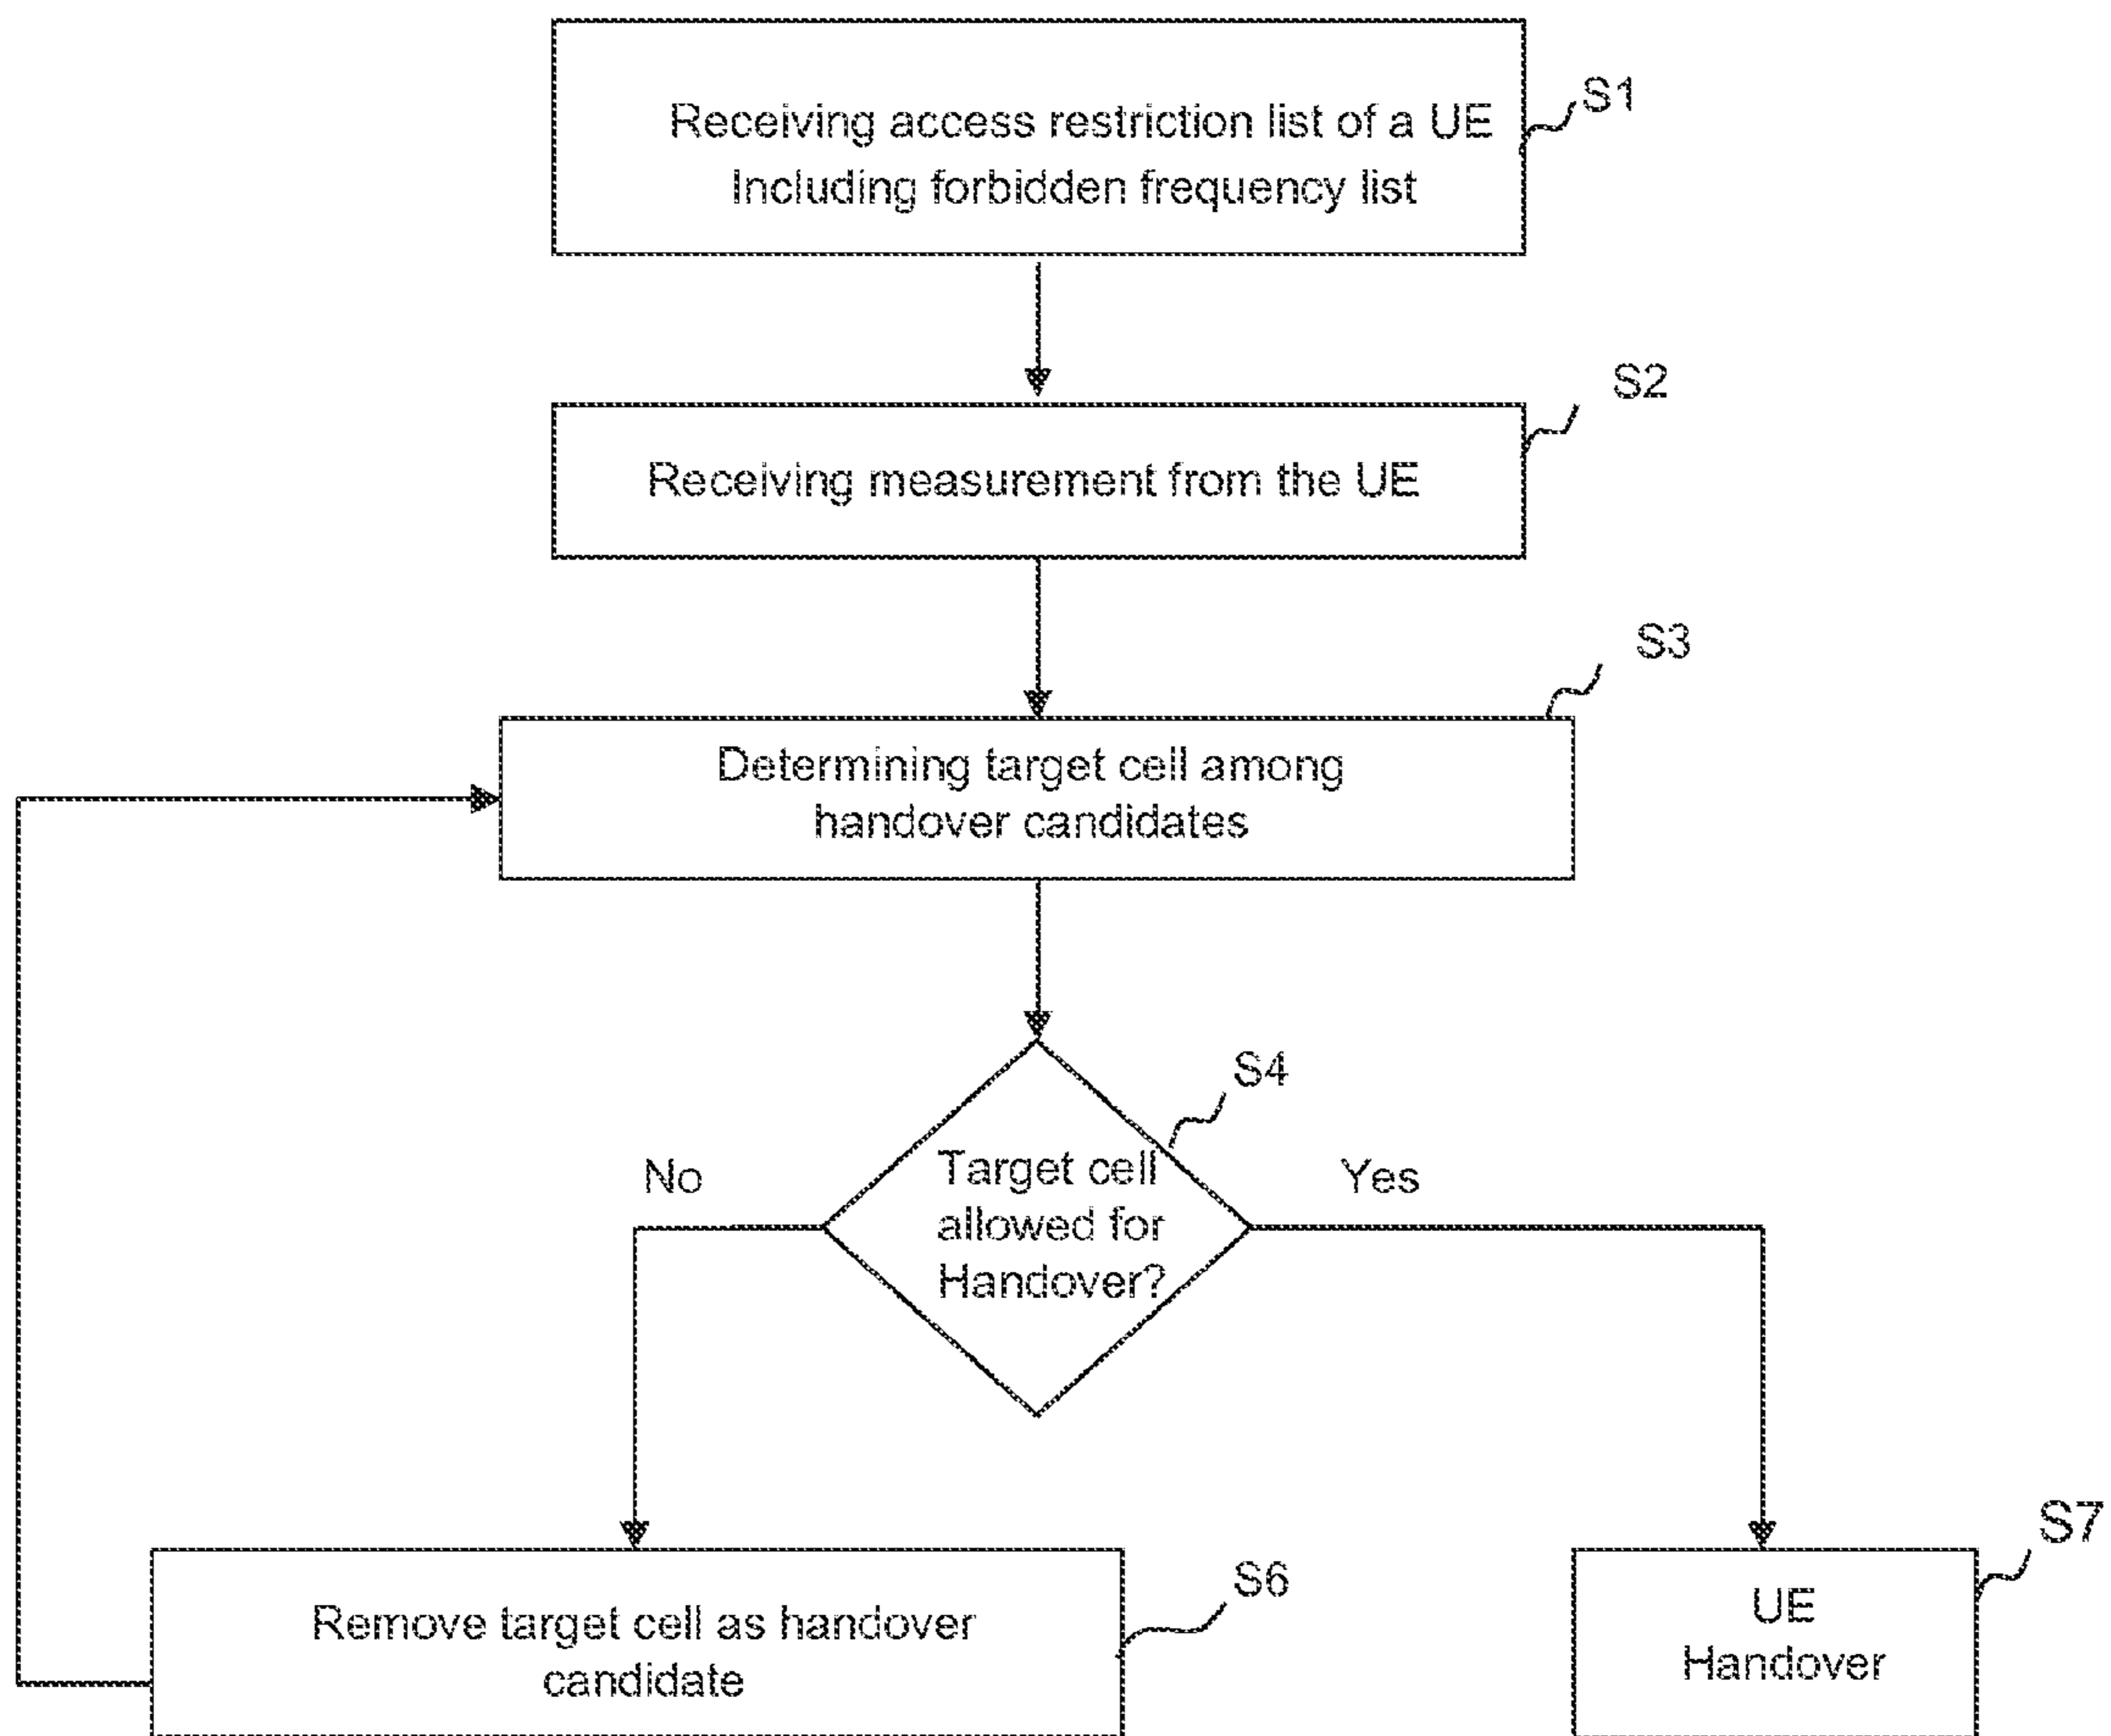 Receiving access restriction list of a UE
Including forbidden frequency list
S1
S2
Receiving measurement from the UE
S3
Determining target cell among
handover candidates
S4
No
Target cell
allowed for
Handover?
Yes
S6
Remove target cell as handover
candidate
S7
UE
Handover